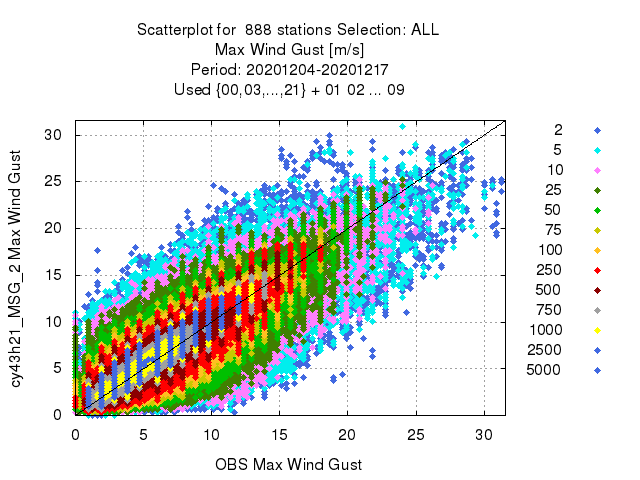 Scatterplot for 888 stations Selection: ALL
Max Wind Gust [m/s]
Period: 20201204-20201217
Used {00,03,...,21} + 01 02 ... 09
cy43h21_MSG_2 Max Wind Gust
30
25
20
15
10
5
0
0 5 10 15 20 25 30
OBS Max Wind Gust
2
5
10
25
50
75
100
250
500
750
1000
2500
5000